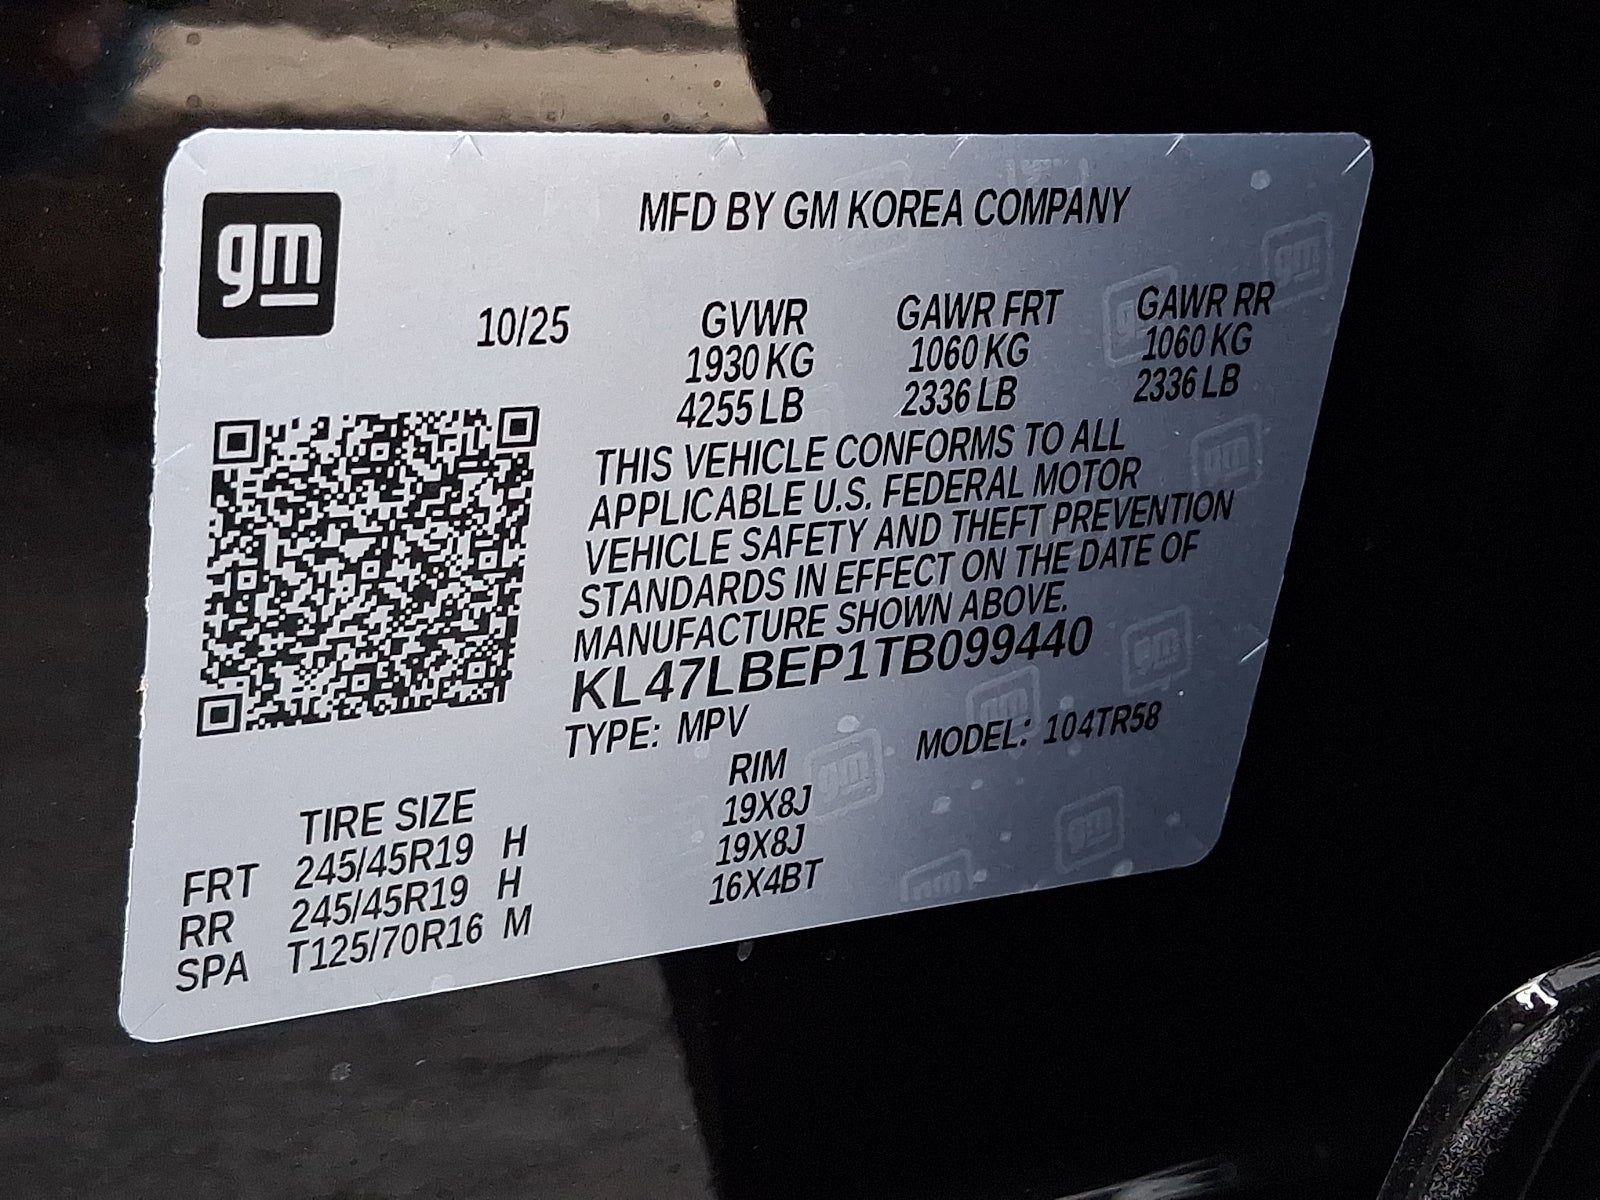 gm
MFD BY GM KOREA COMPANY
10/25 GVWR GAWR FRT GAWR RR
1930 KG 1060 KG 1060 KG
4255 LB 2336 LB 2336 LB
THIS VEHICLE CONFORMS TO ALL
APPLICABLE U.S. FEDERAL MOTOR
VEHICLE SAFETY AND THEFT PREVENTION
STANDARDS IN EFFECT ON THE DATE OF
MANUFACTURE SHOWN ABOVE.
KL47LBEP1TB099440
TYPE: MPV MODEL: 104TR58
TIRE SIZE RIM
FRT 245/45R19 H 19X8J
RR 245/45R19 H 19X8J
SPA T125/70R16 M 16X4BT